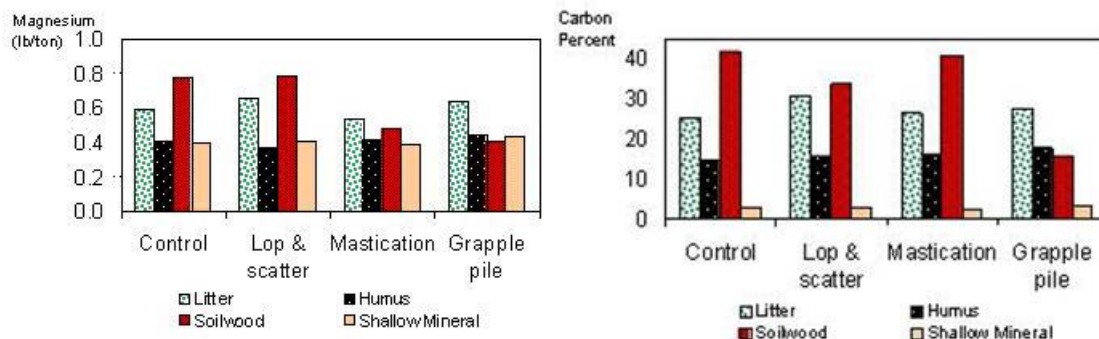 Magnesium
(lb/ton)
1.0
0.8
0.6
0.4
0.2
0.0
Control
Lop &
scatter
Mastication
Grapple
pile
Litter
Humus
Soilwood
Shallow Mineral
Carbon
Percent
40
30
20
10
0
Control
Lop &
scatter
Mastication
Grapple
pile
Litter
Humus
Soilwood
Shallow Mineral